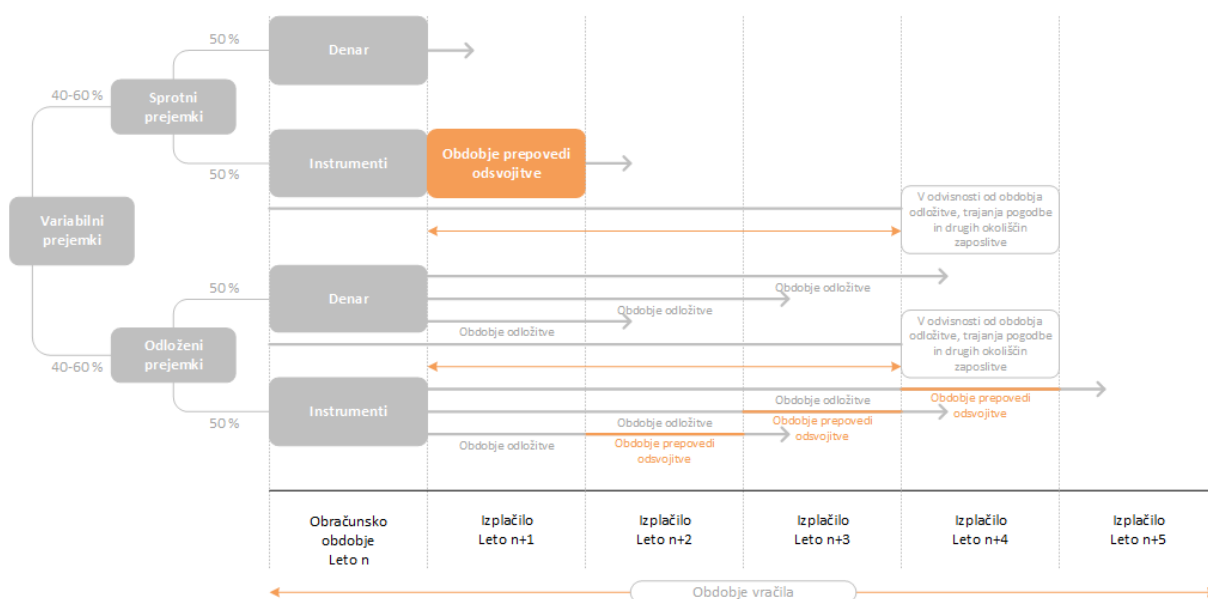 50 %
Denar
40-60 %
Sprotni
prejemki
50 %
Instrumenti
Obdobje prepovedi
odsvojitve
Variabilni
prejemki
V odvisnosti od obdobja
odložitve, trajanja pogodbe
in drugih okoliščin
zaposlitve
50 %
Denar
Obdobje odložitve
Obdobje odložitve
Obdobje odložitve
Odloženi
prejemki
40-60 %
V odvisnosti od obdobja
odložitve, trajanja pogodbe
in drugih okoliščin
zaposlitve
50 %
Instrumenti
Obdobje odložitve
Obdobje prepovedi
odsvojitve
Obdobje odložitve
Obdobje prepovedi
odsvojitve
Obdobje odložitve
Obdobje prepovedi
odsvojitve
Obračunsko
obdobje
Leto n
Izplačilo
Leto n+1
Izplačilo
Leto n+2
Izplačilo
Leto n+3
Izplačilo
Leto n+4
Izplačilo
Leto n+5
Obdobje vračila